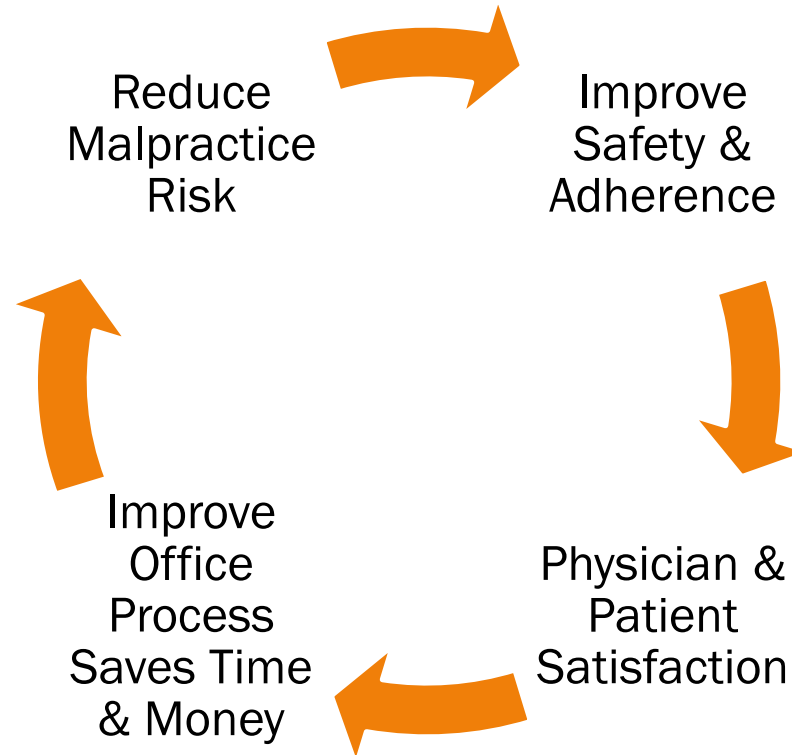 Reduce
Malpractice
Risk
Improve
Safety &
Adherence
Physician &
Patient
Satisfaction
Improve
Office
Process
Saves Time
& Money